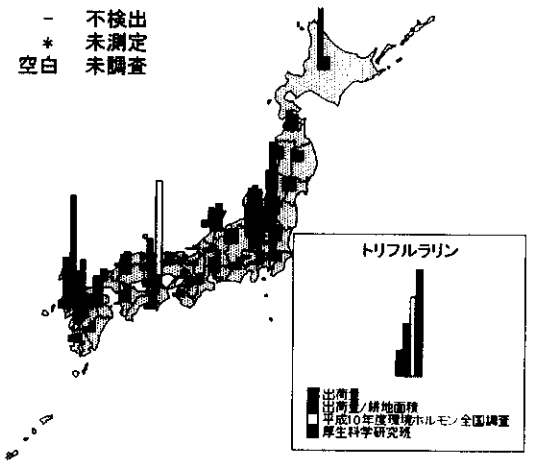 - 不検出
* 未測定
空白 未調査
トリフルラリン
出荷量
出荷量/耕地面積
平成10年度環境ホルモン全国調査
厚生科学研究班